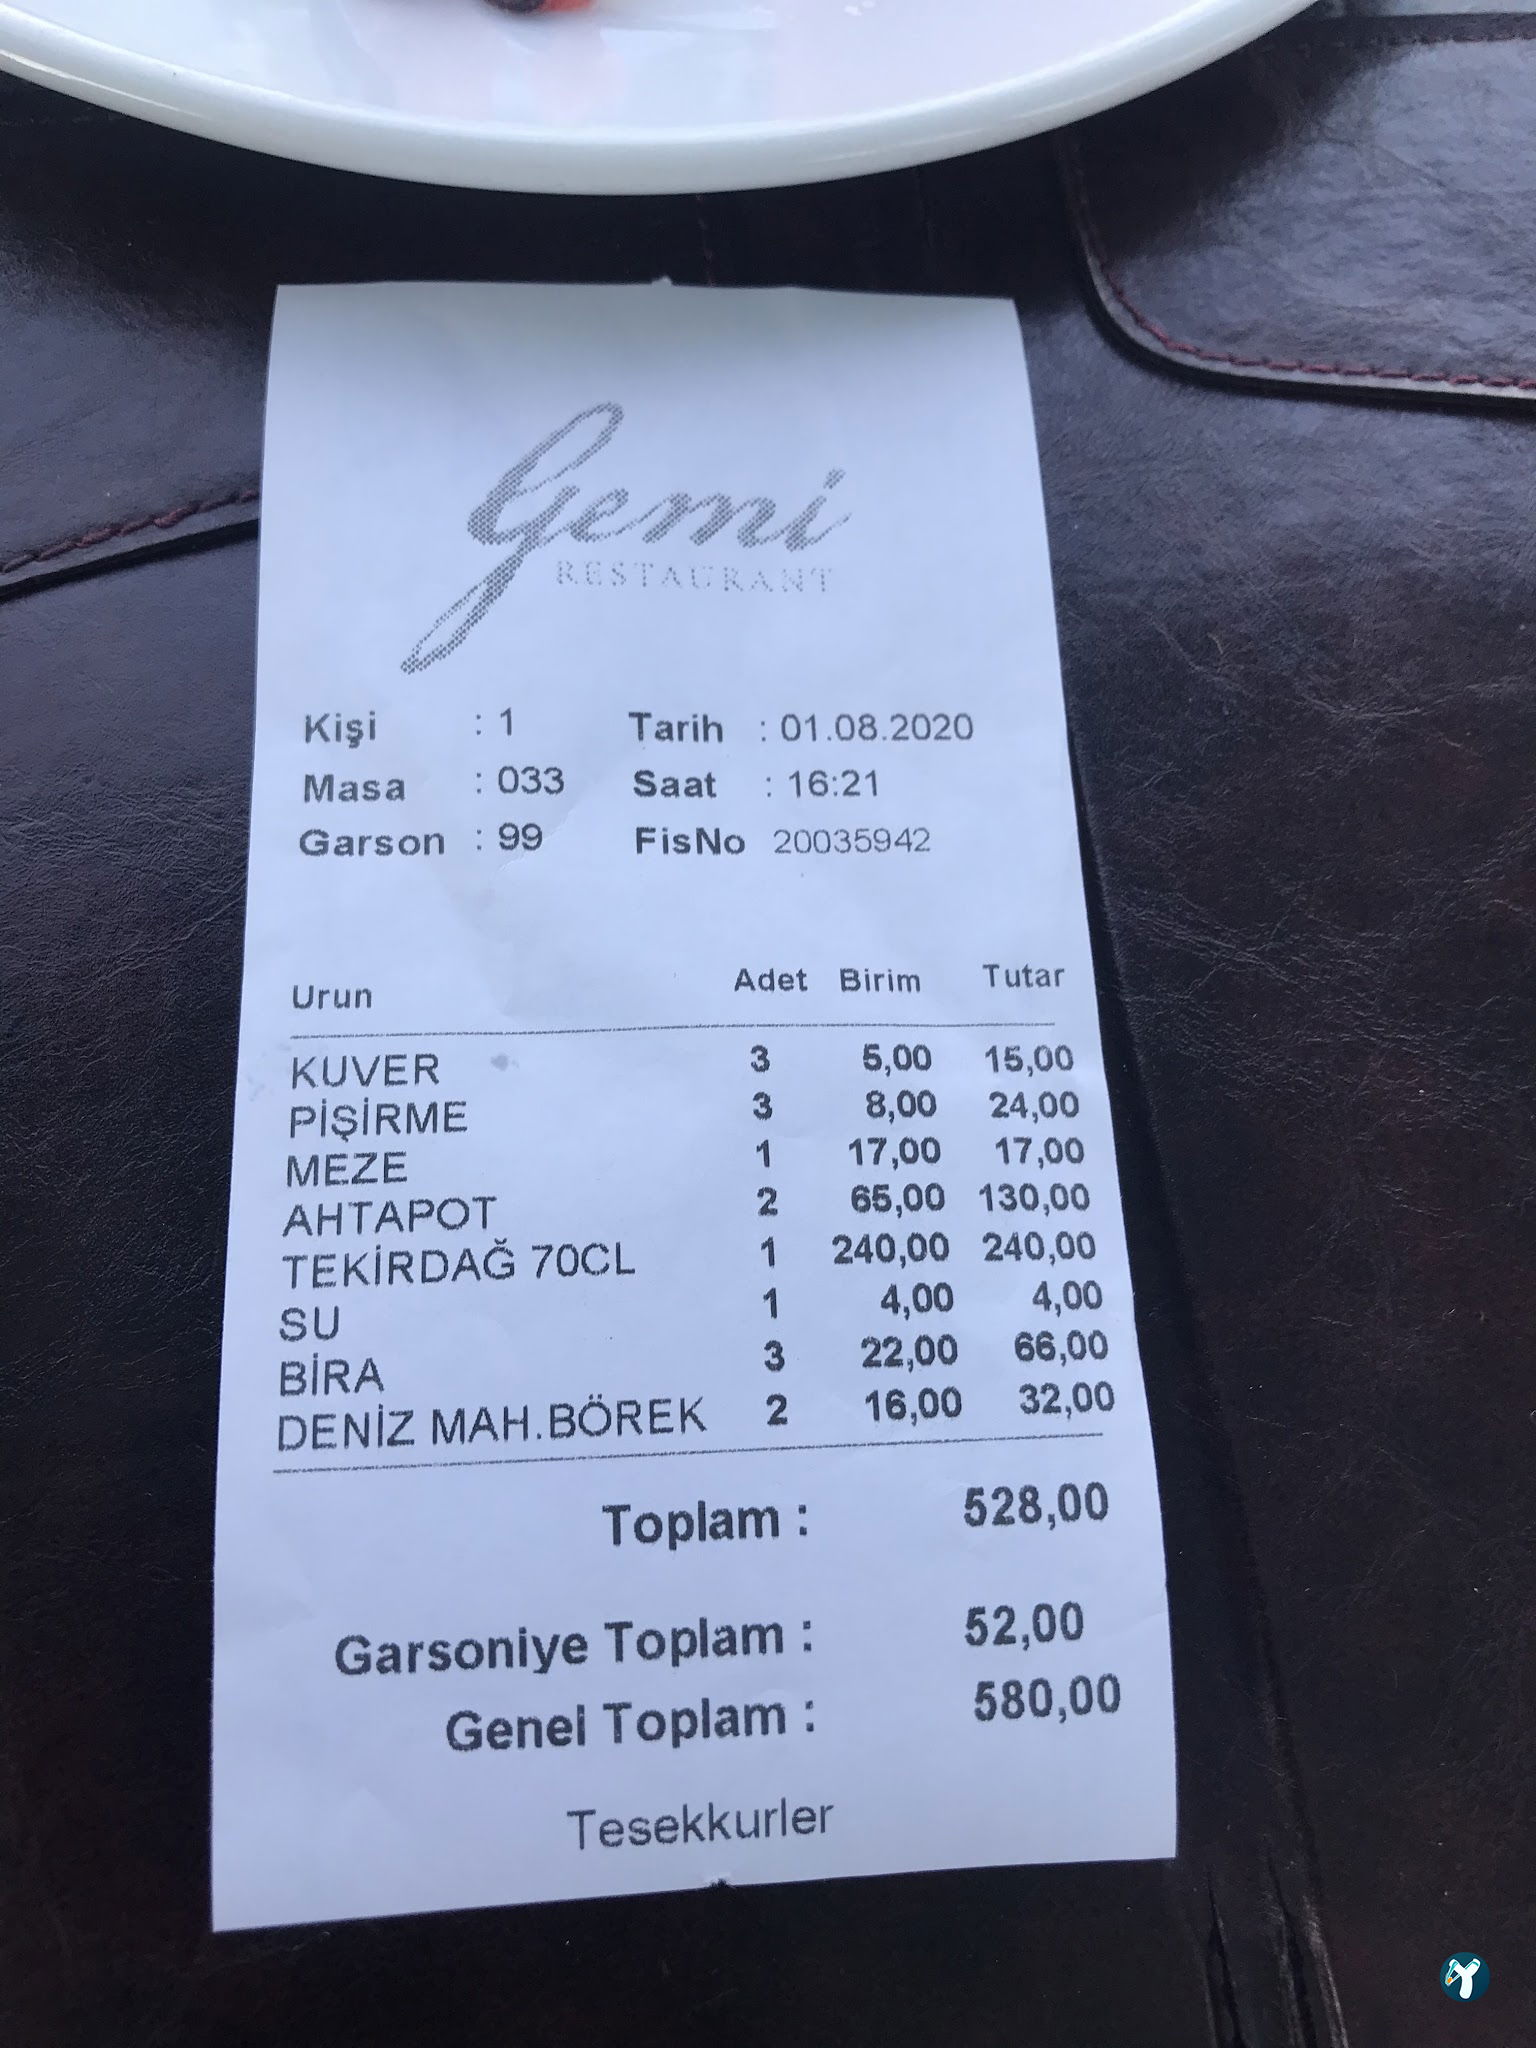 Gemi
RESTAURANT
Kişi : 1 Tarih : 01.08.2020
Masa : 033 Saat : 16:21
Garson : 99 FisNo 20035942
Urun Adet Birim Tutar
KUVER 3 5,00 15,00
PİŞİRME 3 8,00 24,00
MEZE 1 17,00 17,00
AHTAPOT 2 65,00 130,00
TEKİRDAĞ 70CL 1 240,00 240,00
SU 1 4,00 4,00
BİRA 3 22,00 66,00
DENİZ MAH.BÖREK 2 16,00 32,00
Toplam : 528,00
Garsoniye Toplam : 52,00
Genel Toplam : 580,00
Tesekkurler